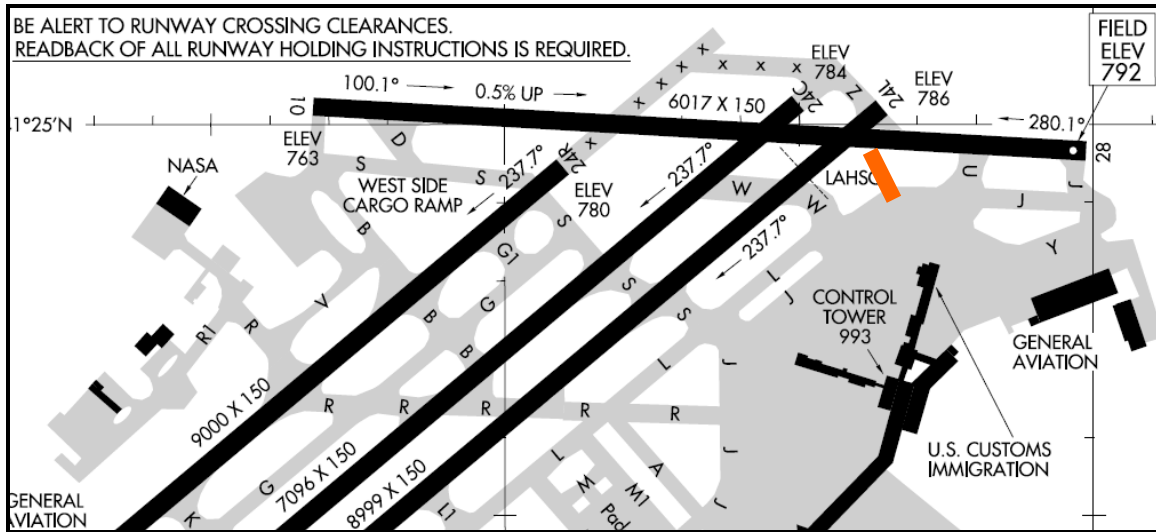 BE ALERT TO RUNWAY CROSSING CLEARANCES.
READBACK OF ALL RUNWAY HOLDING INSTRUCTIONS IS REQUIRED.
FIELD
ELEV
792
ELEV
784
ELEV
786
x x x x x x x x x x
Z
24C
24L
100.1°
0.5% UP
6017 X 150
280.1°
10
28
1°25'N
ELEV
763
D
S
S
24R
237.7°
237.7°
237.7°
ELEV
780
NASA
WEST SIDE
CARGO RAMP
W
W
LAHSO
U
J
J
Y
B
G1
S
S
L
J
V
B
B
G
R
R1
CONTROL
TOWER
993
GENERAL
AVIATION
L
J
9000 X 150
R
R
R
R
R
J
J
7096 X 150
8999 X 150
G
K
L
M
A
M1
Pad
L1
U.S. CUSTOMS
IMMIGRATION
GENERAL
AVIATION